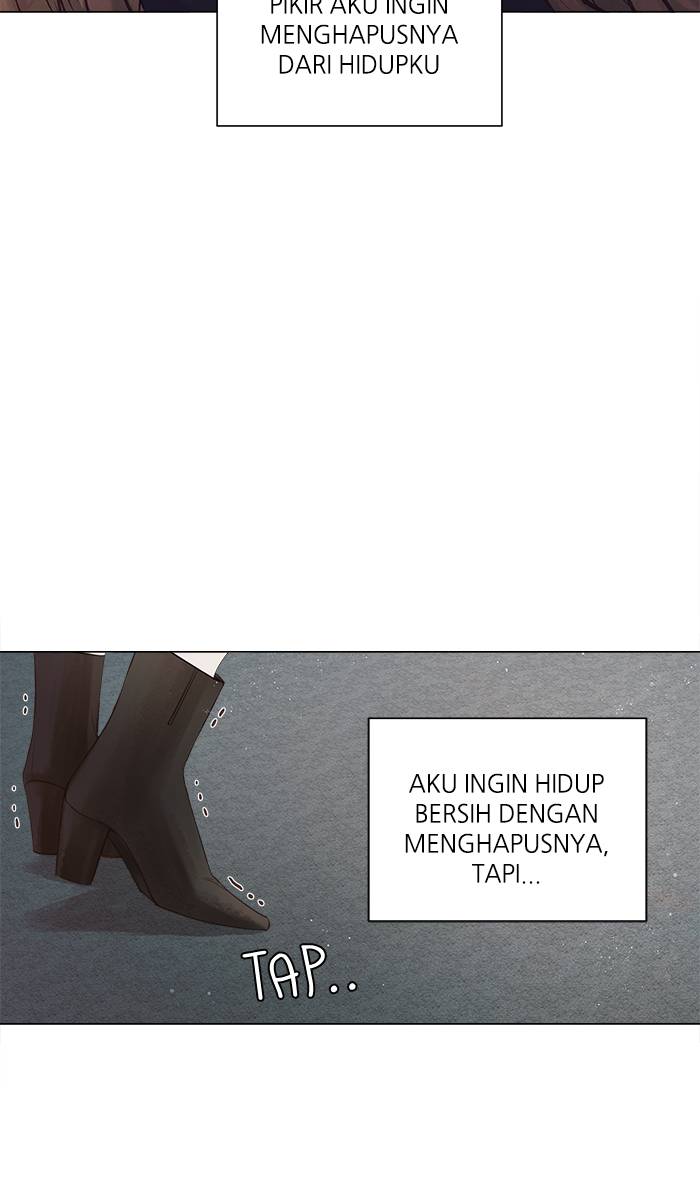 PIKIR AKU INGIN
MENGHAPUSNYA
DARI HIDUPKU
AKU INGIN HIDUP
BERSIH DENGAN
MENGHAPUSNYA,
TAPI...
TAP..